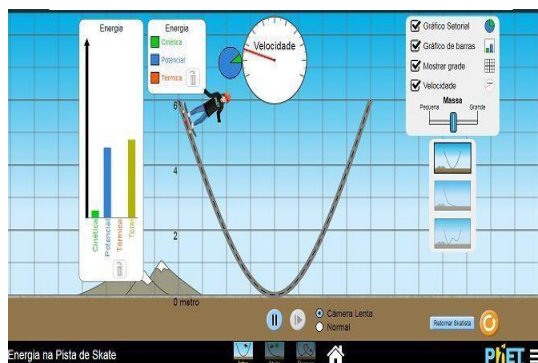 Energia
Cinética
Potencial
Térmica
Total
Energia
Cinética
Potencial
Térmica
Velocidade
Gráfico Setorial
Gráfico de barras
Mostrar grade
Velocidade
Massa
Pequena
Grande
6
4
2
0 metro
Câmera Lenta
Normal
Retornar Skatista
Energia na Pista de Skate
PhET